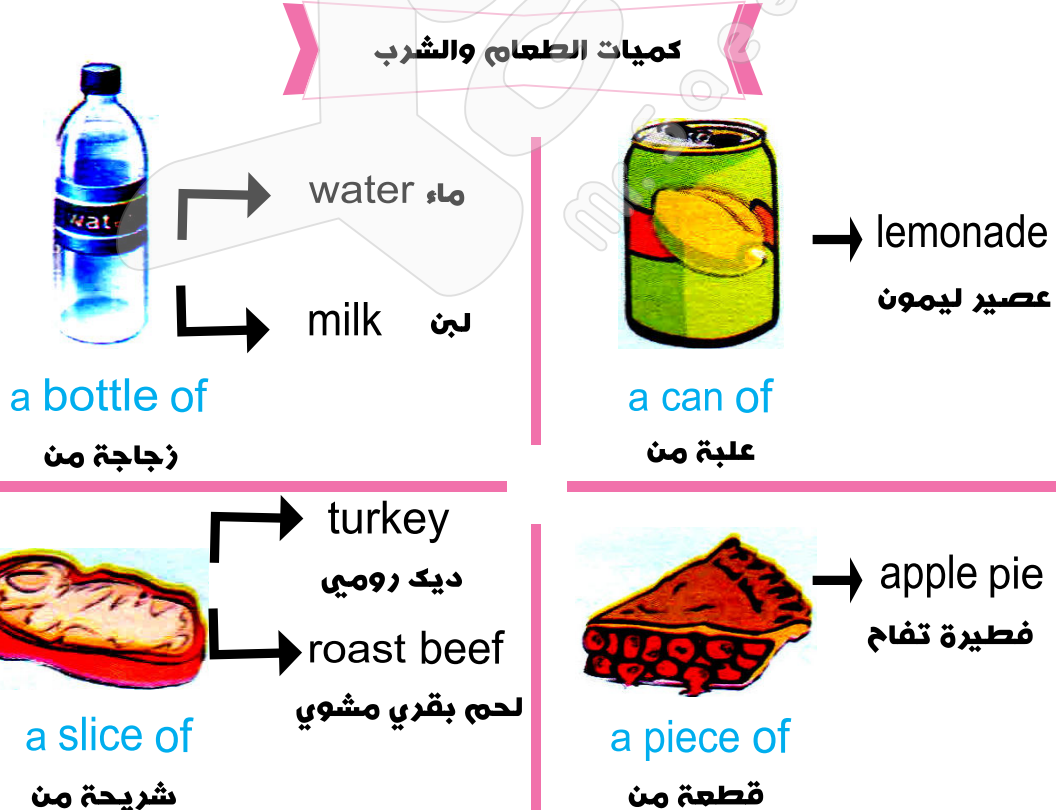 كميات الطعام والشرب
water ماء
wat
milk لبن
a bottle of
زجاجة من
lemonade
عصير ليمون
a can of
علبة من
turkey
ديك رومي
roast beef
لحم بقري مشوي
a slice of
شريحة من
apple pie
فطيرة تفاح
a piece of
قطعة من